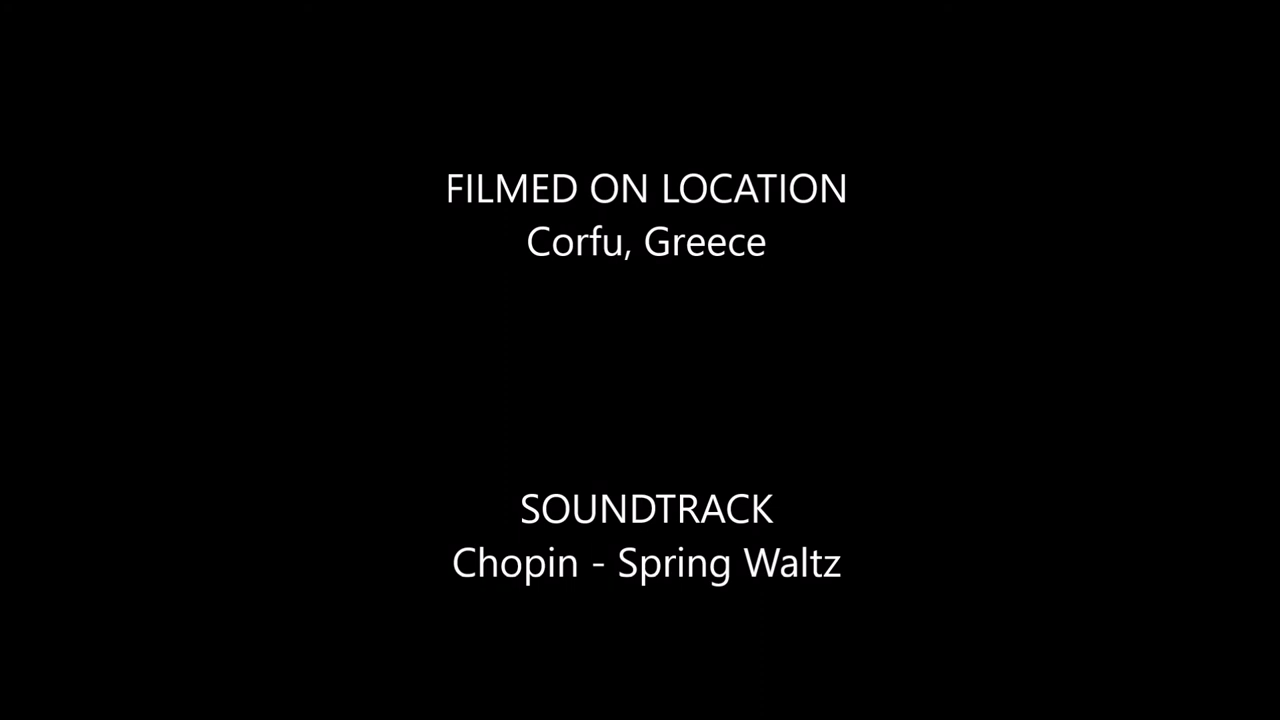 FILMED ON LOCATION
Corfu, Greece
SOUNDTRACK
Chopin - Spring Waltz